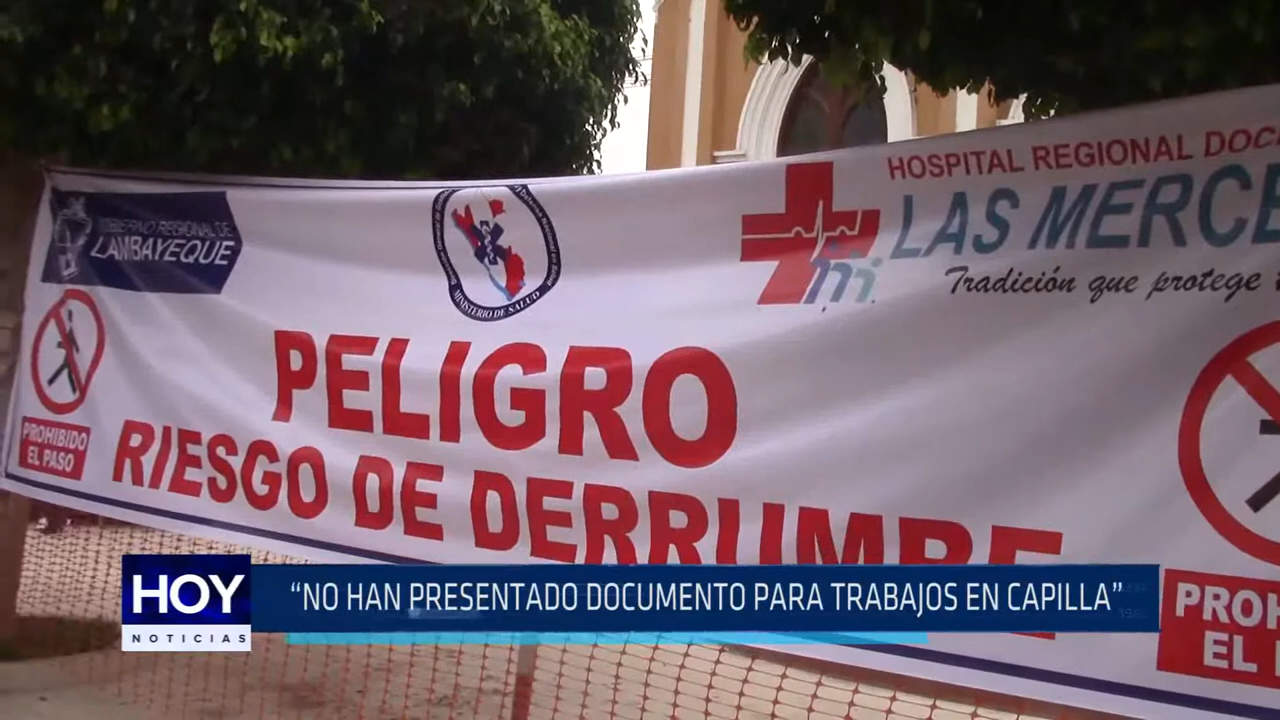 GOBIERNO REGIONAL DE
LAMBAYEQUE
MINISTERIO DE SALUD
HOSPITAL REGIONAL DOC
LAS MERCE
Tradición que protege
PELIGRO
RIESGO DE DERRUMBE
PROHIBIDO
EL PASO
PROH
EL
HOY
NOTICIAS
“NO HAN PRESENTADO DOCUMENTO PARA TRABAJOS EN CAPILLA”